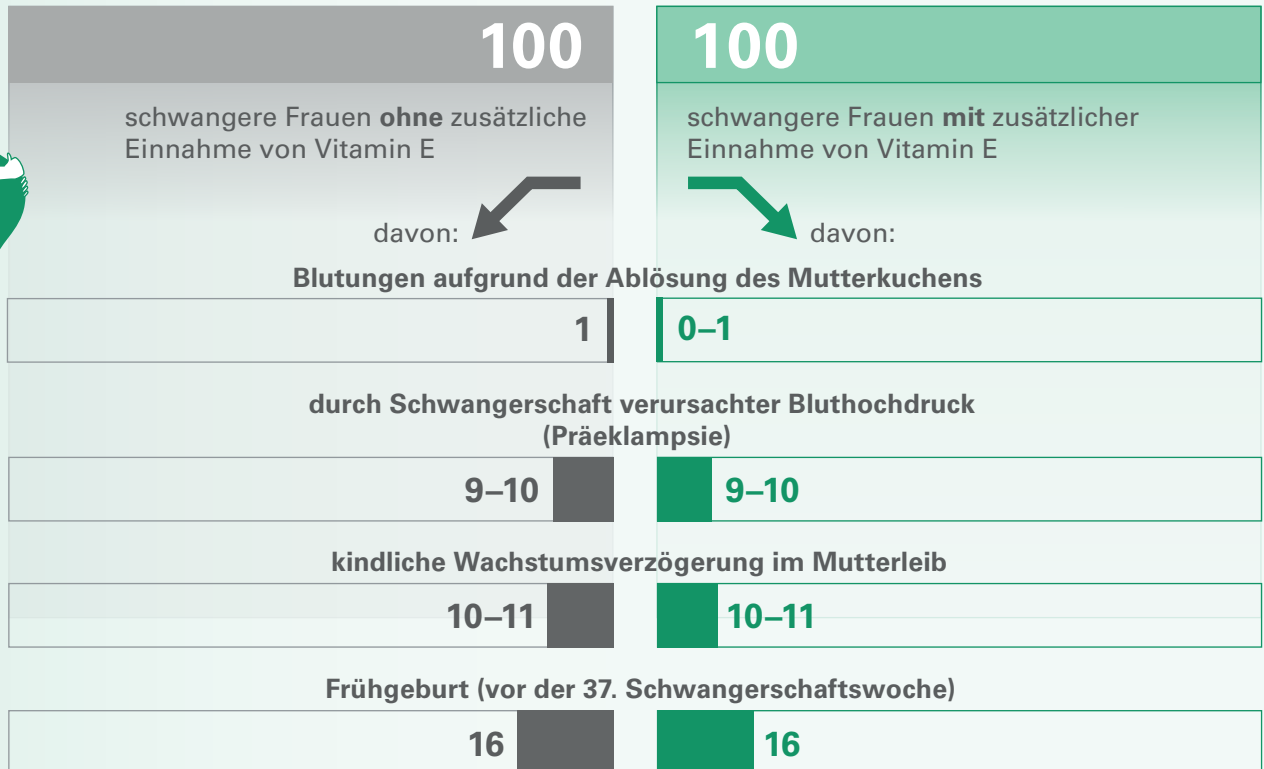 100
schwangere Frauen ohne zusätzliche
Einnahme von Vitamin E
davon:
100
schwangere Frauen mit zusätzlicher
Einnahme von Vitamin E
davon:
Blutungen aufgrund der Ablösung des Mutterkuchens
1
0–1
durch Schwangerschaft verursachter Bluthochdruck
(Präeklampsie)
9–10
9–10
kindliche Wachstumsverzögerung im Mutterleib
10–11
10–11
Frühgeburt (vor der 37. Schwangerschaftswoche)
16
16